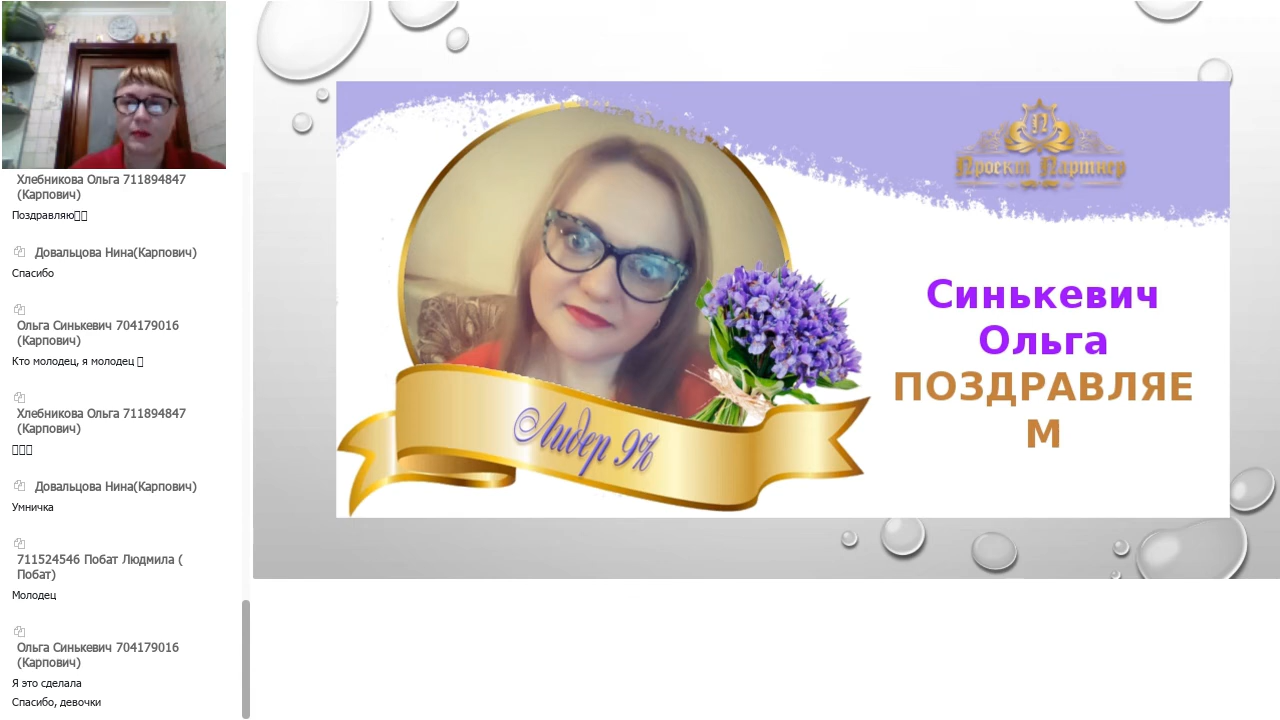 Хлебникова Ольга 711894847
(Карпович)
Поздравляю
Довальцова Нина(Карпович)
Спасибо
Ольга Синькевич 704179016
(Карпович)
Кто молодец, я молодец
Хлебникова Ольга 711894847
(Карпович)
Довальцова Нина(Карпович)
Умничка
711524546 Побат Людмила (
Побат)
Молодец
Ольга Синькевич 704179016
(Карпович)
Я это сделала
Спасибо, девочки
П
Проект Партнер
Синькевич
Ольга
ПОЗДРАВЛЯЕ
М
Лидер 9%